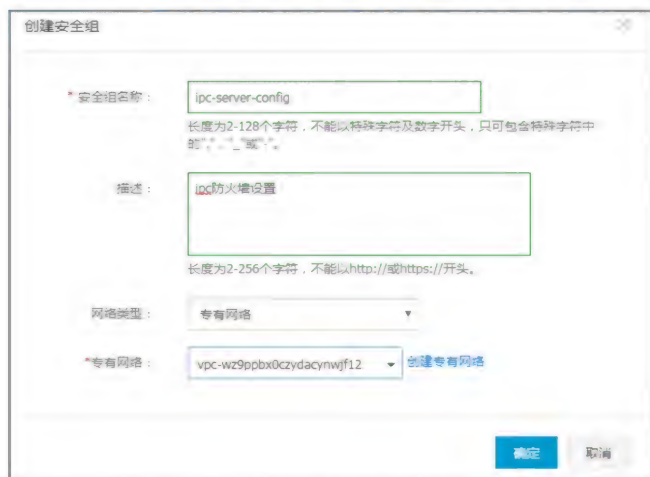 创建安全组
* 安全组名称：
ipc-server-config
长度为2-128个字符，不能以特殊字符及数字开头，只可包含特殊字符中
的".","_"或"-"。
描述：
ipc防火墙设置
长度为2-256个字符，不能以http://或https://开头。
网络类型：
专有网络
*专有网络：
vpc-wz9ppbx0czydacynwjf12
创建专有网络
确定
取消